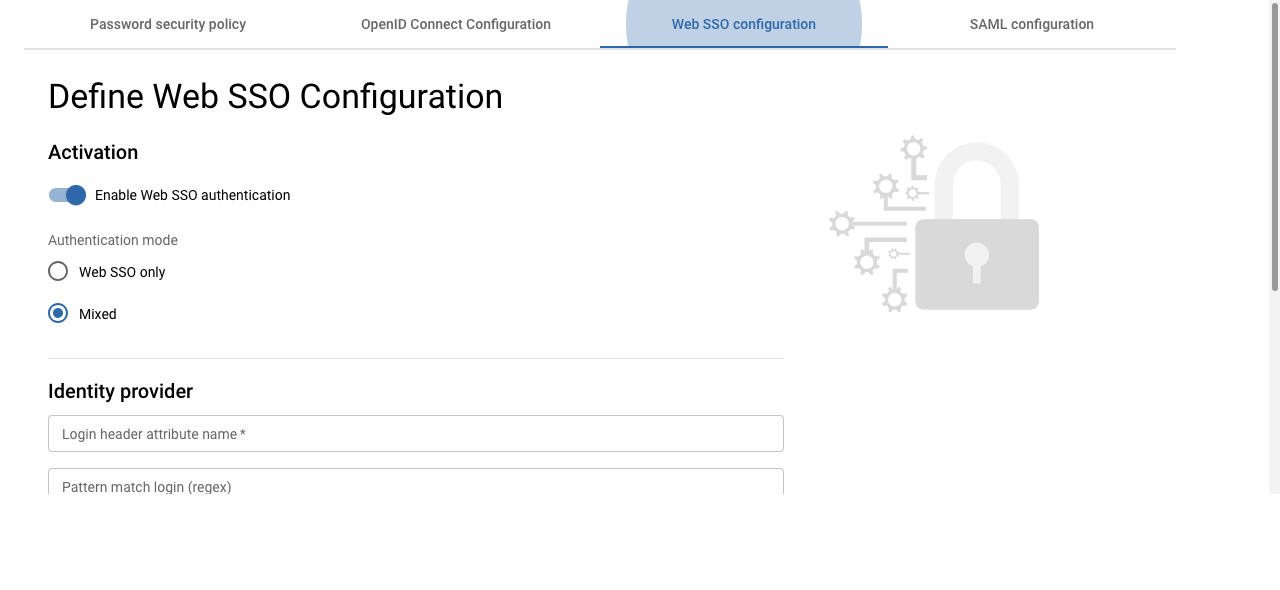 Password security policy
OpenID Connect Configuration
Web SSO configuration
SAML configuration
Define Web SSO Configuration
Activation
Enable Web SSO authentication
Authentication mode
Web SSO only
Mixed
Identity provider
Login header attribute name *
Pattern match login (regex)